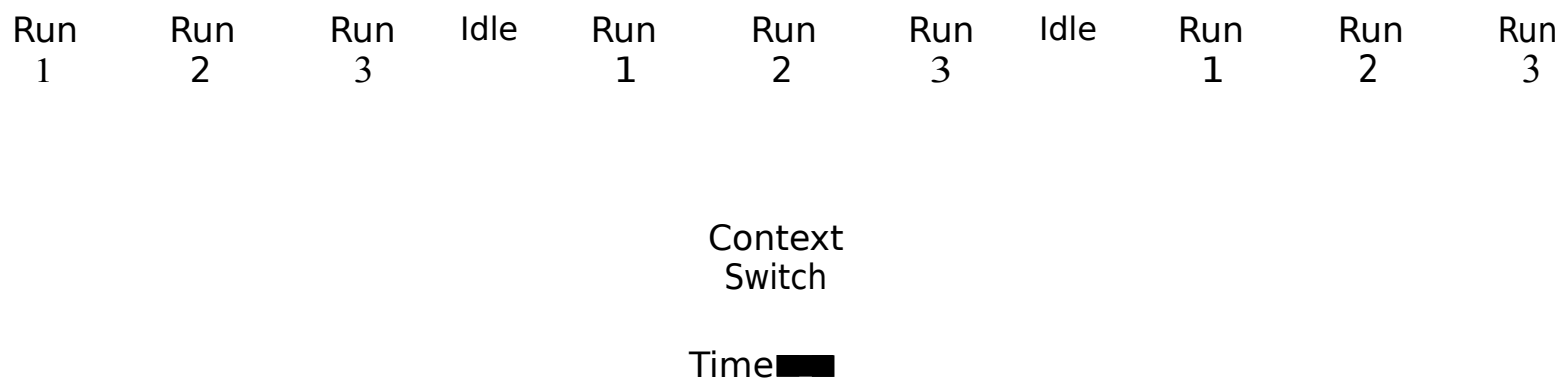 Run Run Run Idle Run Run Run Idle Run Run Run
1 2 3 1 2 3 1 2 3
Context
Switch
Time